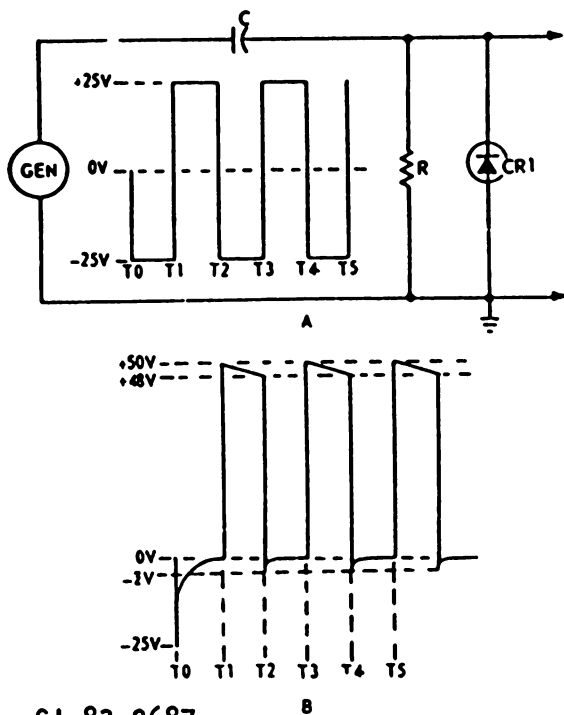 C
+25V
GEN
0V
R
CR1
-25V
T0 T1 T2 T3 T4 T5
A
+50V
+48V
0V
-2V
-25V
T0 T1 T2 T3 T4 T5
B